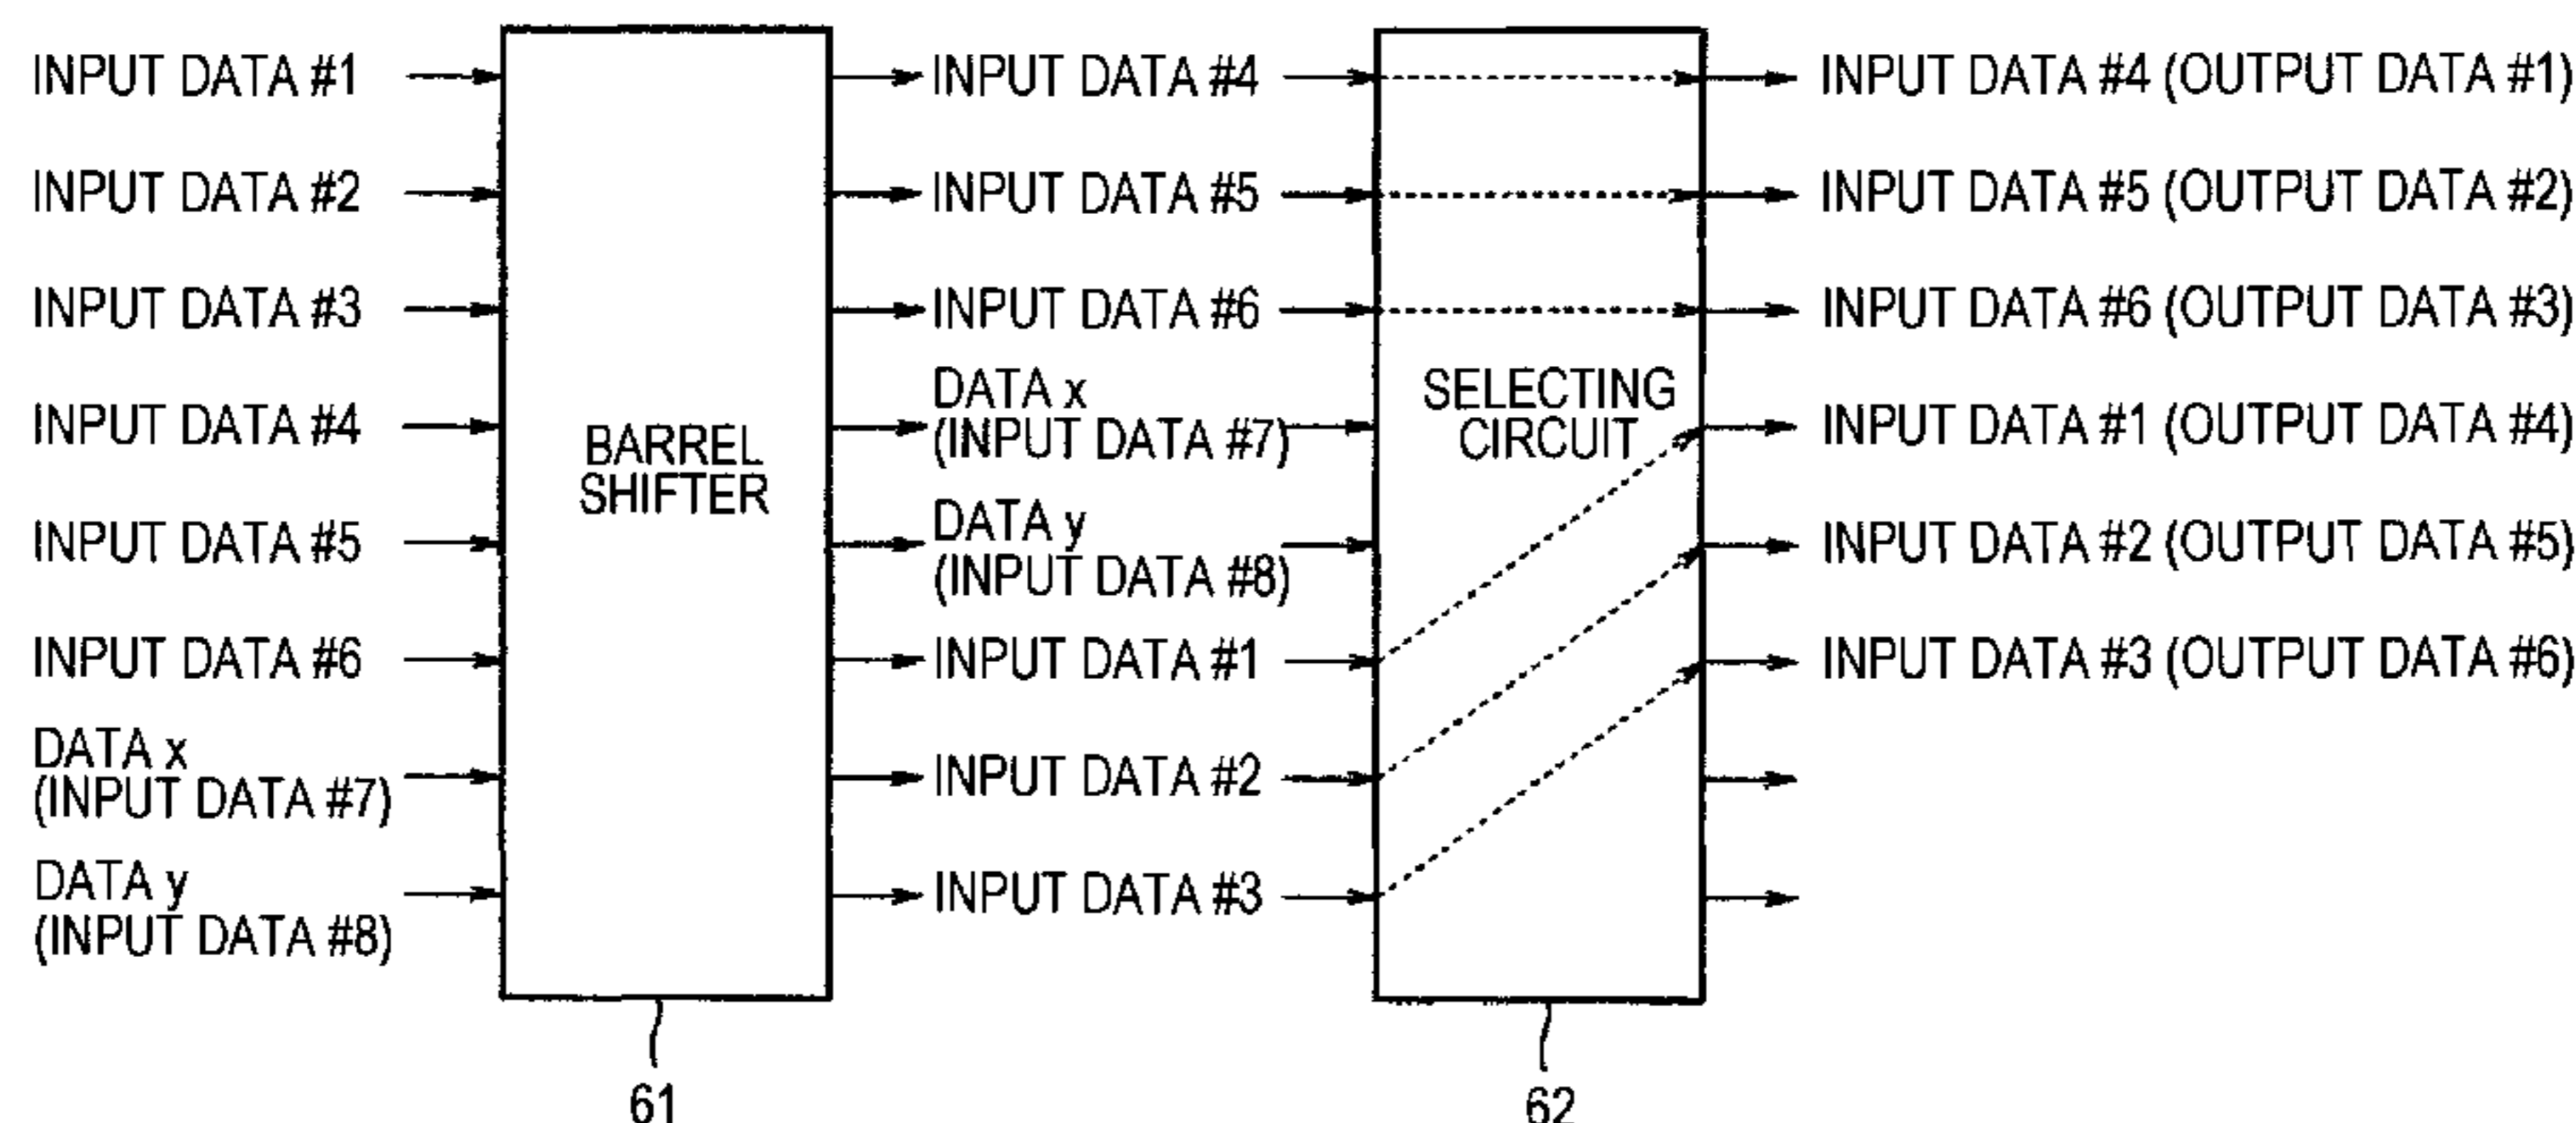 INPUT DATA #1
INPUT DATA #2
INPUT DATA #3
INPUT DATA #4
INPUT DATA #5
INPUT DATA #6
DATA x
(INPUT DATA #7)
DATA y
(INPUT DATA #8)
BARREL
SHIFTER
61
INPUT DATA #4
INPUT DATA #5
INPUT DATA #6
DATA x
(INPUT DATA #7)
DATA y
(INPUT DATA #8)
INPUT DATA #1
INPUT DATA #2
INPUT DATA #3
SELECTING
CIRCUIT
62
INPUT DATA #4 (OUTPUT DATA #1)
INPUT DATA #5 (OUTPUT DATA #2)
INPUT DATA #6 (OUTPUT DATA #3)
INPUT DATA #1 (OUTPUT DATA #4)
INPUT DATA #2 (OUTPUT DATA #5)
INPUT DATA #3 (OUTPUT DATA #6)